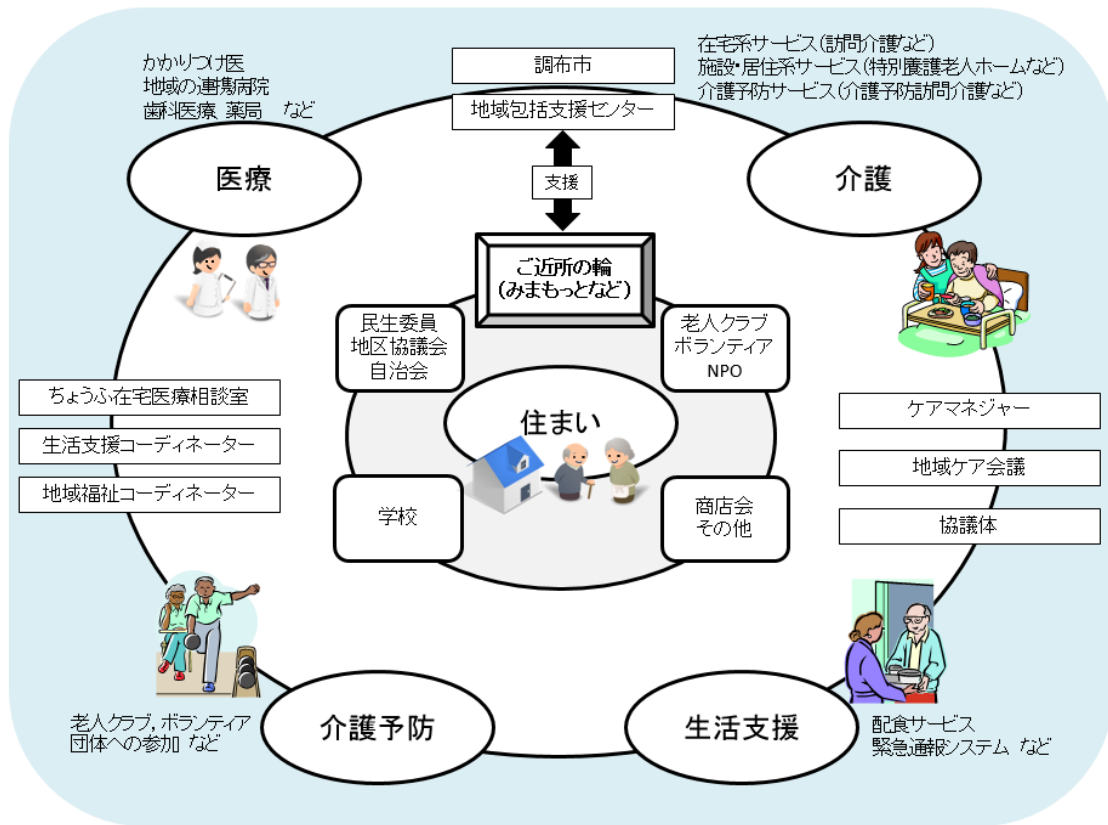 かかりつけ医
地域の連携病院
歯科医療 薬局 など
調布市
地域包括支援センター
在宅系サービス(訪問介護など)
施設・居住系サービス(特別養護老人ホームなど)
介護予防サービス(介護予防訪問介護など)
医療
支援
介護
ご近所の輪
(みまもっとなど)
民生委員
地区協議会
自治会
老人クラブ
ボランティア
NPO
住まい
ちょうふ在宅医療相談室
生活支援コーディネーター
地域福祉コーディネーター
ケアマネジャー
地域ケア会議
協議体
学校
商店会
その他
介護予防
生活支援
老人クラブ,ボランティア
団体への参加 など
配食サービス
緊急通報システム など